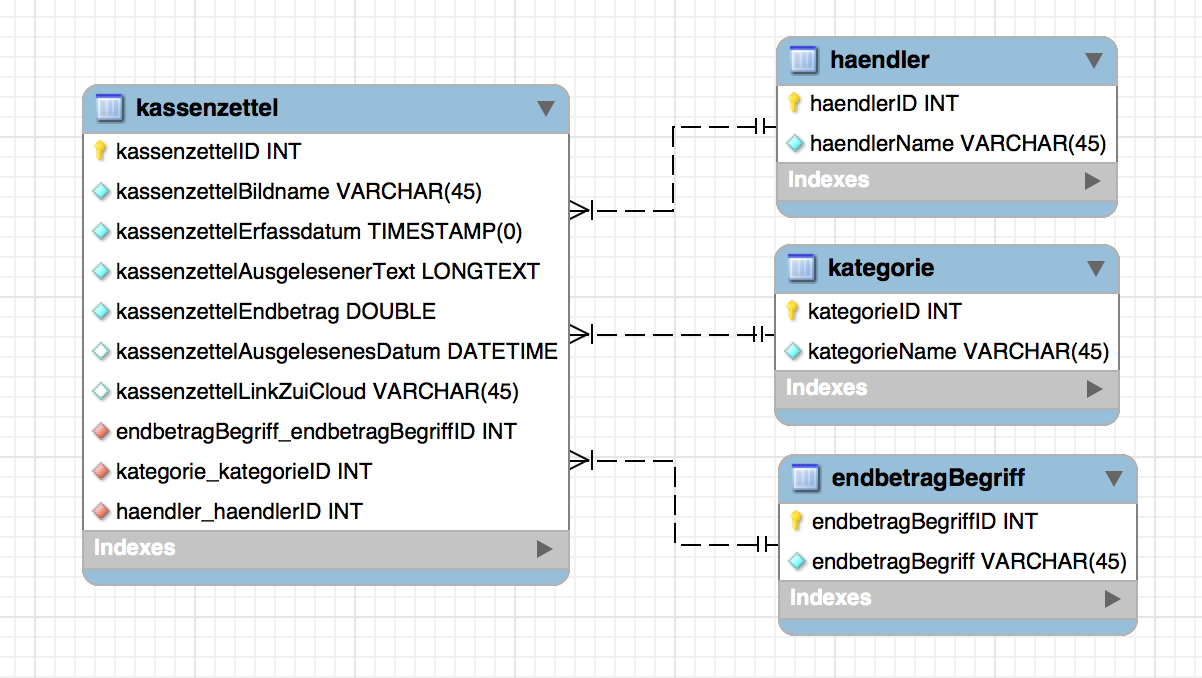 kassenzettel
kassenzettelID INT
kassenzettelBildname VARCHAR(45)
kassenzettelErfassdatum TIMESTAMP(0)
kassenzettelAusgelesenerText LONGTEXT
kassenzettelEndbetrag DOUBLE
kassenzettelAusgelesenesDatum DATETIME
kassenzettelLinkZuiCloud VARCHAR(45)
endbetragBegriff_endbetragBegriffID INT
kategorie_kategorieID INT
haendler_haendlerID INT
Indexes
haendler
haendlerID INT
haendlerName VARCHAR(45)
Indexes
kategorie
kategorieID INT
kategorieName VARCHAR(45)
Indexes
endbetragBegriff
endbetragBegriffID INT
endbetragBegriff VARCHAR(45)
Indexes